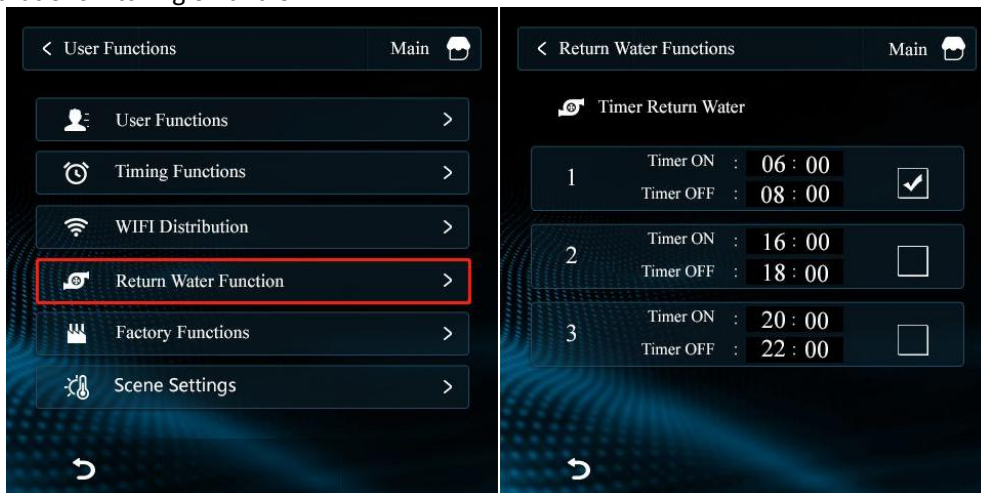 < User Functions Main
User Functions >
Timing Functions >
WIFI Distribution >
Return Water Function >
Factory Functions >
Scene Settings >
< Return Water Functions Main
Timer Return Water
1
Timer ON : 06 : 00
Timer OFF : 08 : 00
2
Timer ON : 16 : 00
Timer OFF : 18 : 00
3
Timer ON : 20 : 00
Timer OFF : 22 : 00